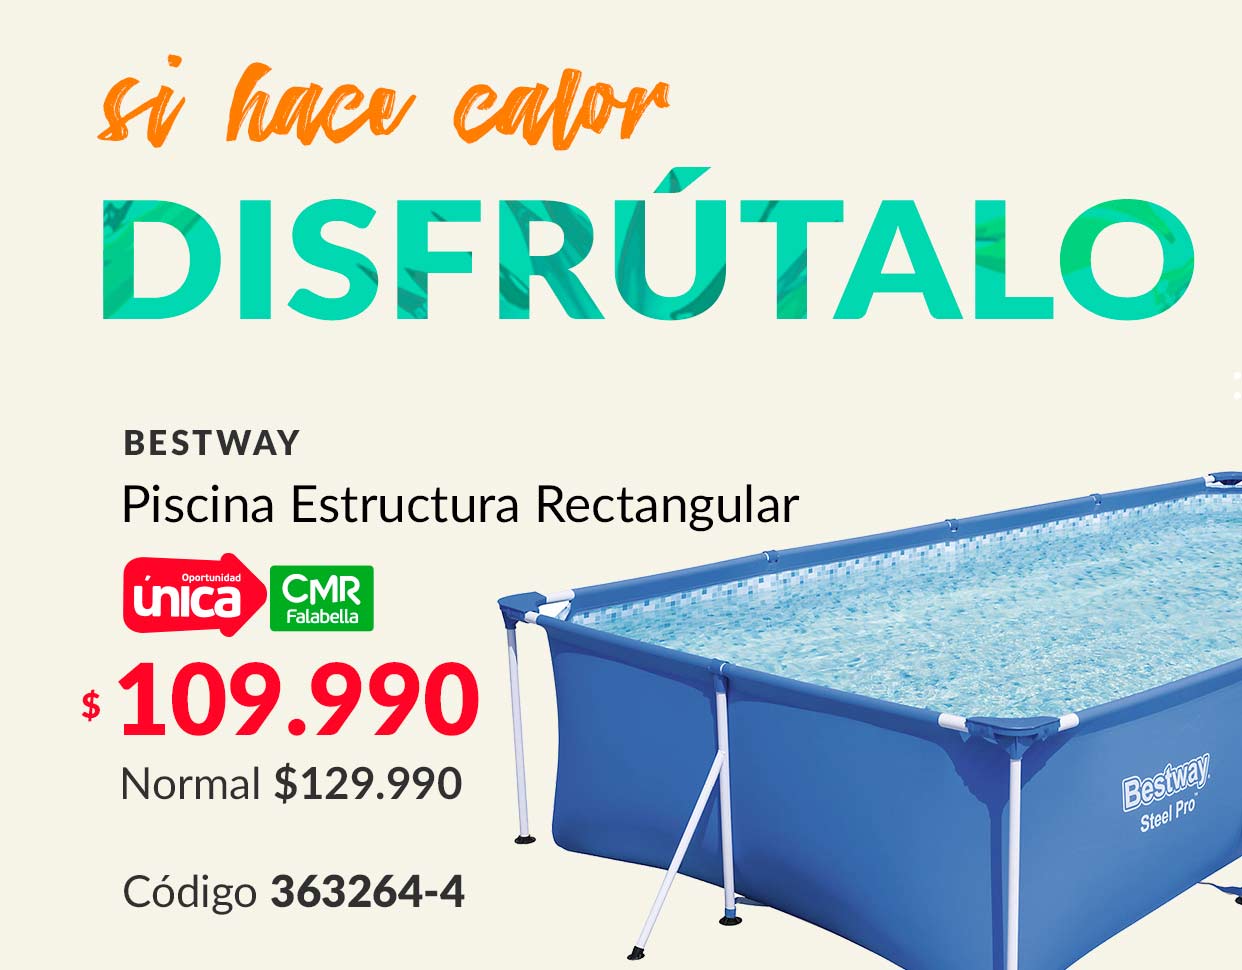 si hace calor
DISFRÚTALO
BESTWAY
Piscina Estructura Rectangular
Oportunidad
única
CMR
Falabella
$ 109.990
Normal $129.990
Código 363264-4
Bestway
Steel Pro™